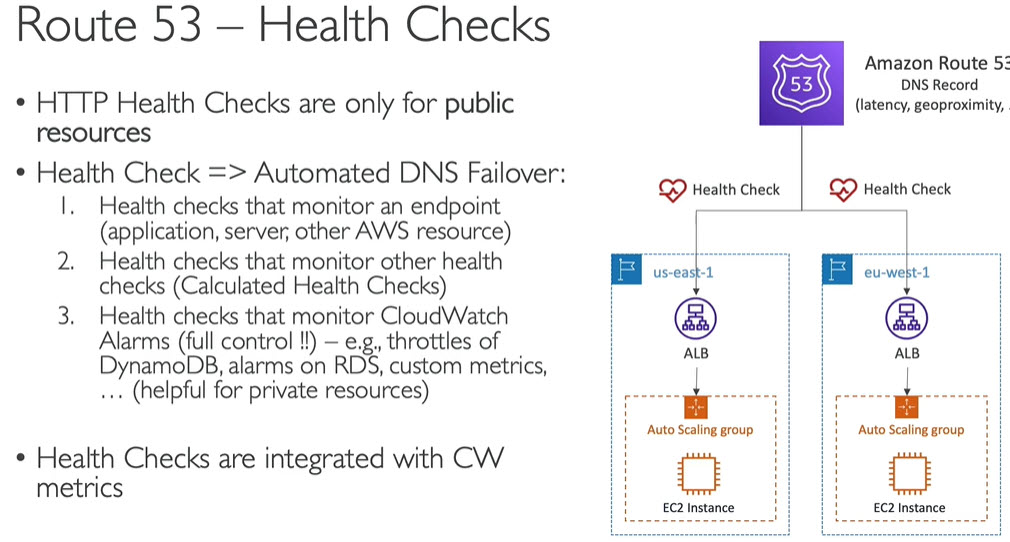 Route 53 – Health Checks
• HTTP Health Checks are only for public
resources
• Health Check => Automated DNS Failover:
1. Health checks that monitor an endpoint
(application, server, other AWS resource)
2. Health checks that monitor other health
checks (Calculated Health Checks)
3. Health checks that monitor CloudWatch
Alarms (full control !!) – e.g., throttles of
DynamoDB, alarms on RDS, custom metrics,
… (helpful for private resources)
• Health Checks are integrated with CW
metrics
53
Amazon Route 53
DNS Record
(latency, geoproximity, .
Health Check
Health Check
us-east-1
ALB
Auto Scaling group
EC2 Instance
eu-west-1
ALB
Auto Scaling group
EC2 Instance